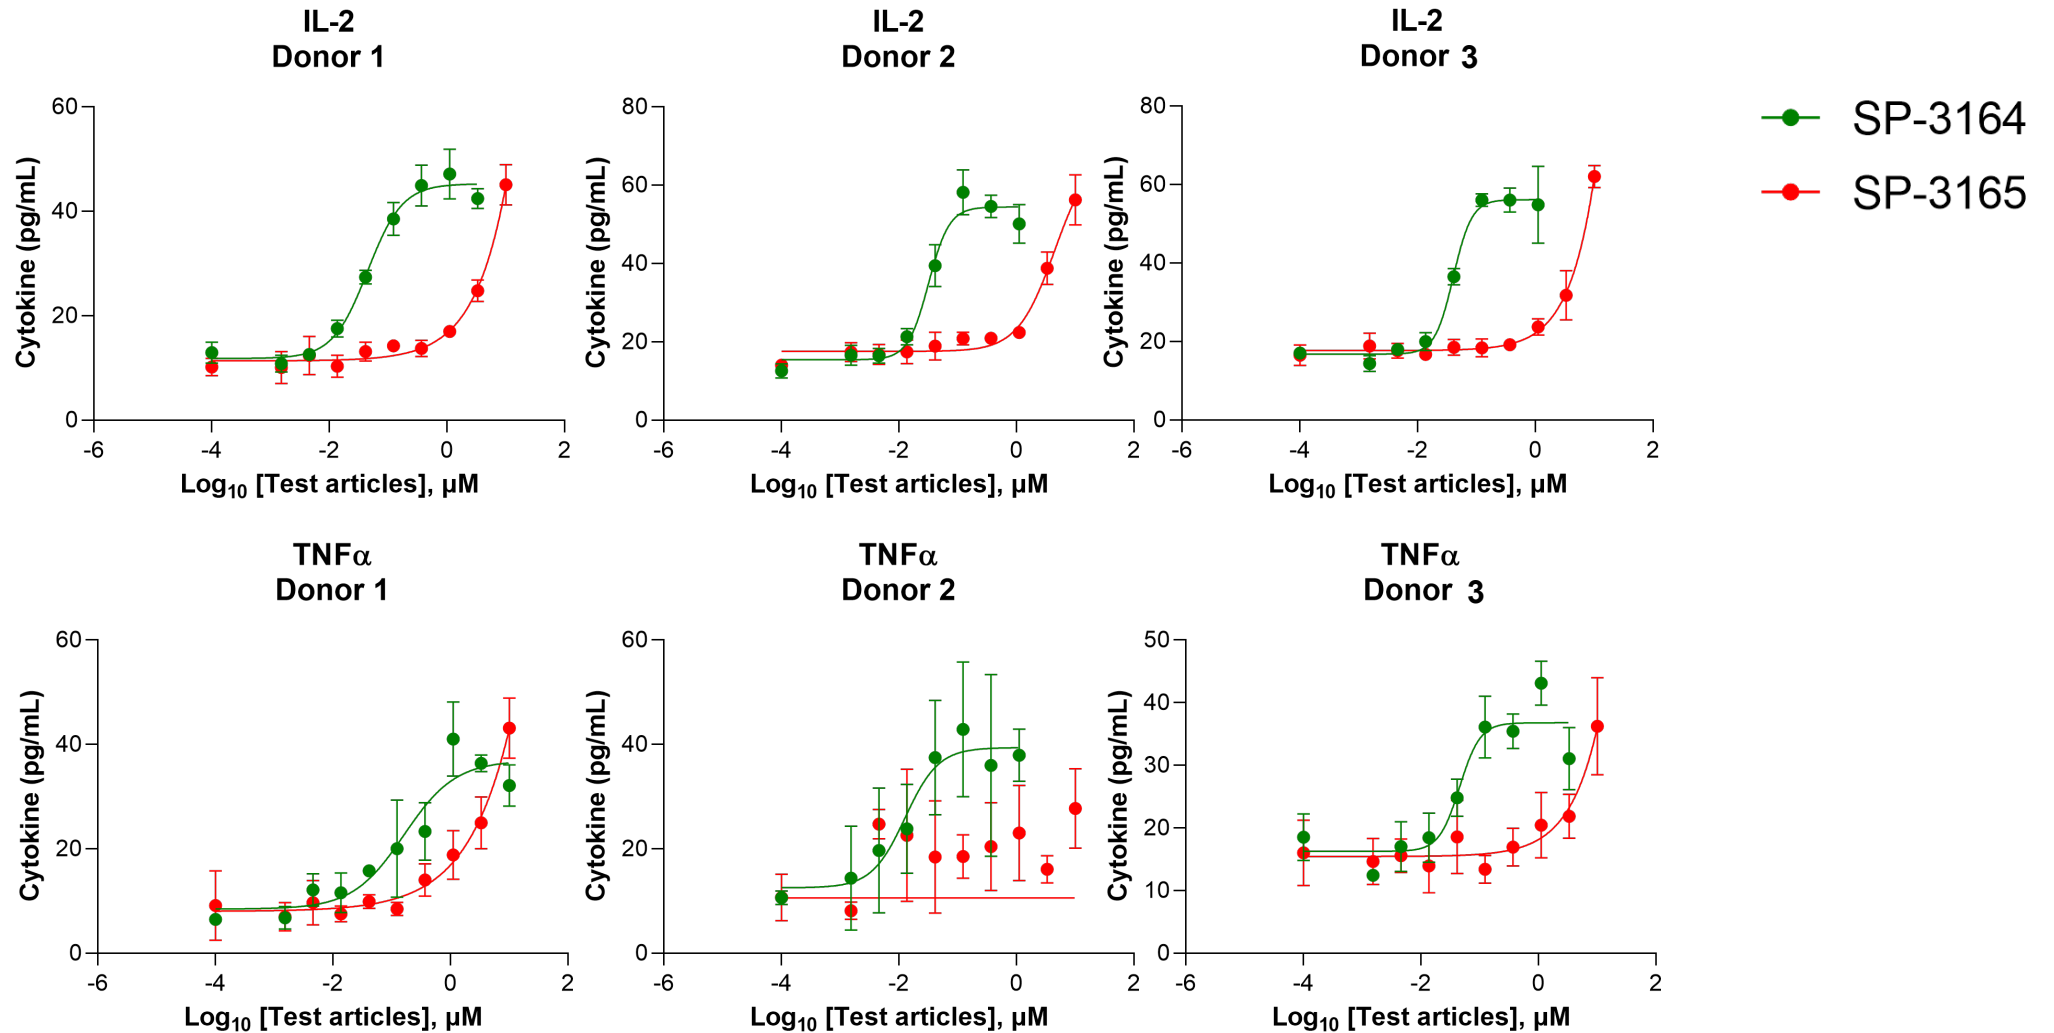 IL-2
Donor 1
60
40
20
0
-6
-4
-2
0
2
Cytokine (pg/mL)
Log10 [Test articles], µM
IL-2
Donor 2
80
60
40
20
0
-6
-4
-2
0
2
Cytokine (pg/mL)
Log10 [Test articles], µM
IL-2
Donor 3
80
60
40
20
0
-6
-4
-2
0
2
Cytokine (pg/mL)
Log10 [Test articles], µM
SP-3164
SP-3165
TNFα
Donor 1
60
40
20
0
-6
-4
-2
0
2
Cytokine (pg/mL)
Log10 [Test articles], µM
TNFα
Donor 2
60
40
20
0
-6
-4
-2
0
2
Cytokine (pg/mL)
Log10 [Test articles], µM
TNFα
Donor 3
50
40
30
20
10
0
-6
-4
-2
0
2
Cytokine (pg/mL)
Log10 [Test articles], µM